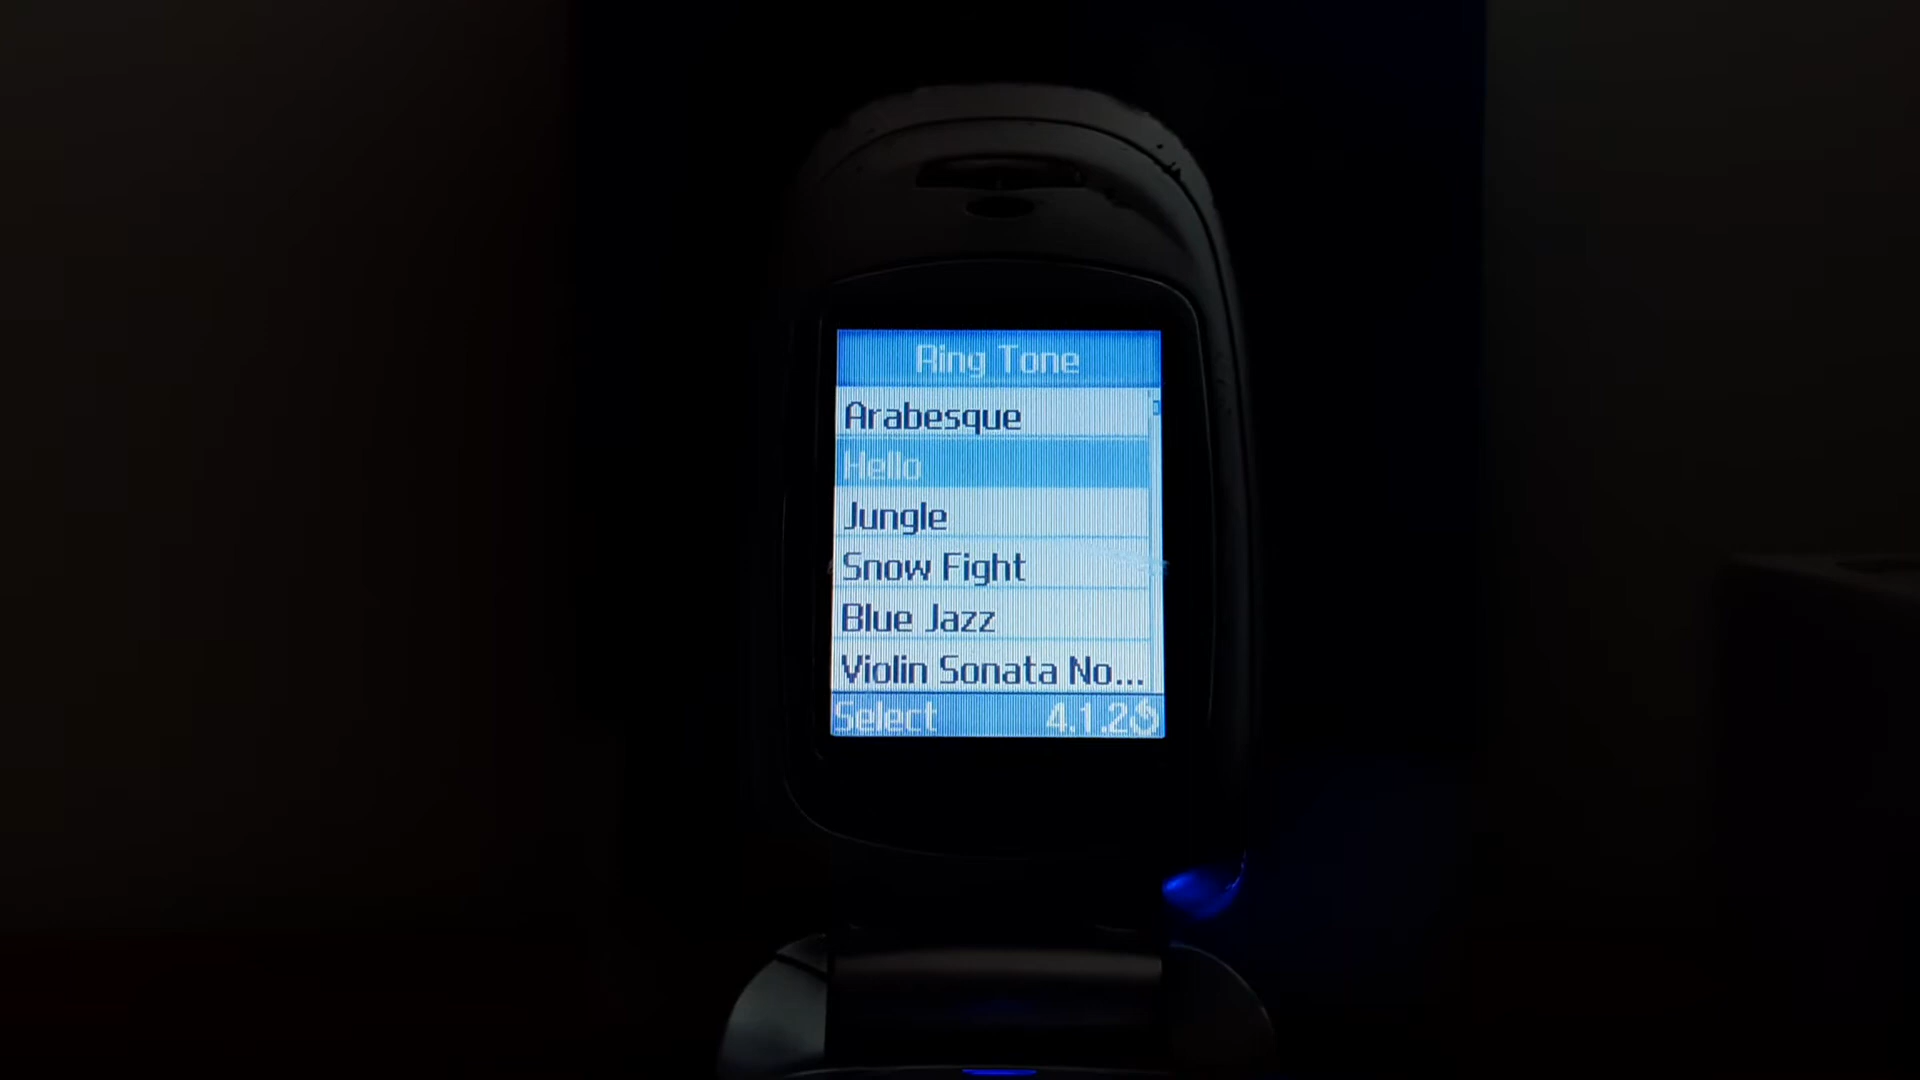 Ring Tone
Arabesque
Hello
Jungle
Snow Fight
Blue Jazz
Violin Sonata No...
Select 4.1.2